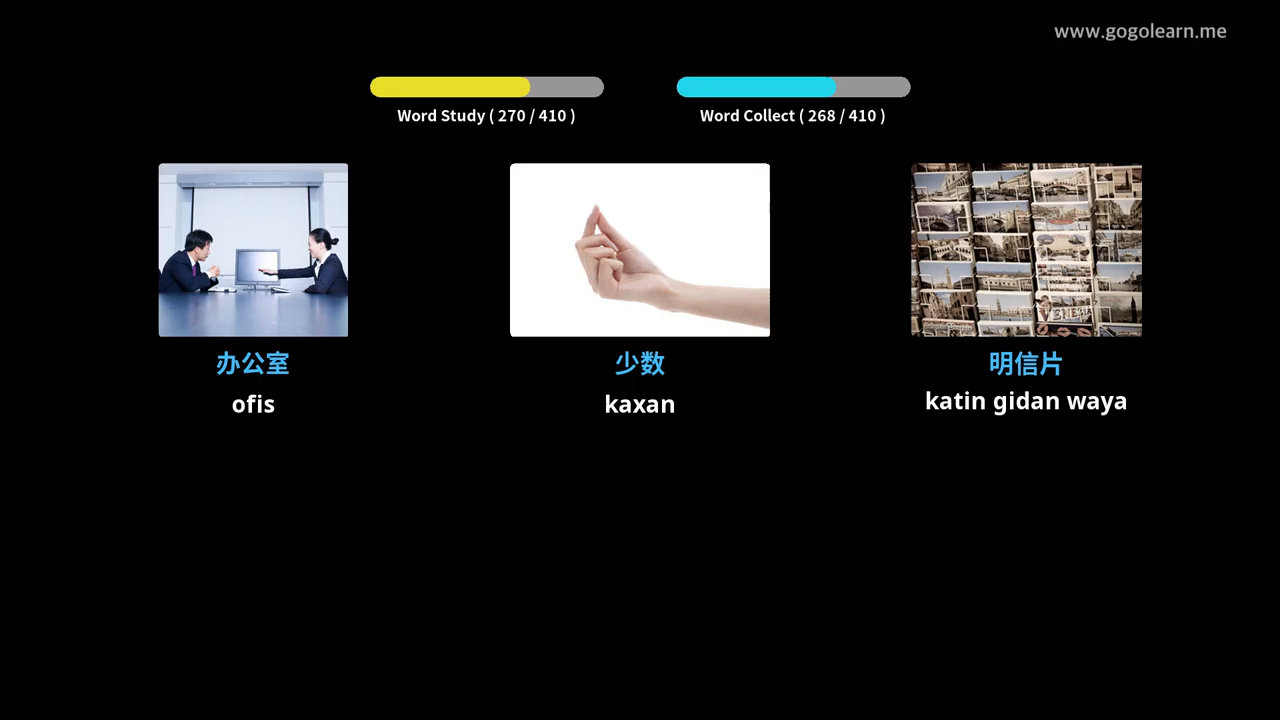 www.gogolearn.me
Word Study ( 270 / 410 )
Word Collect ( 268 / 410 )
VENEZIA
办公室
少数
明信片
ofis
kaxan
katin gidan waya